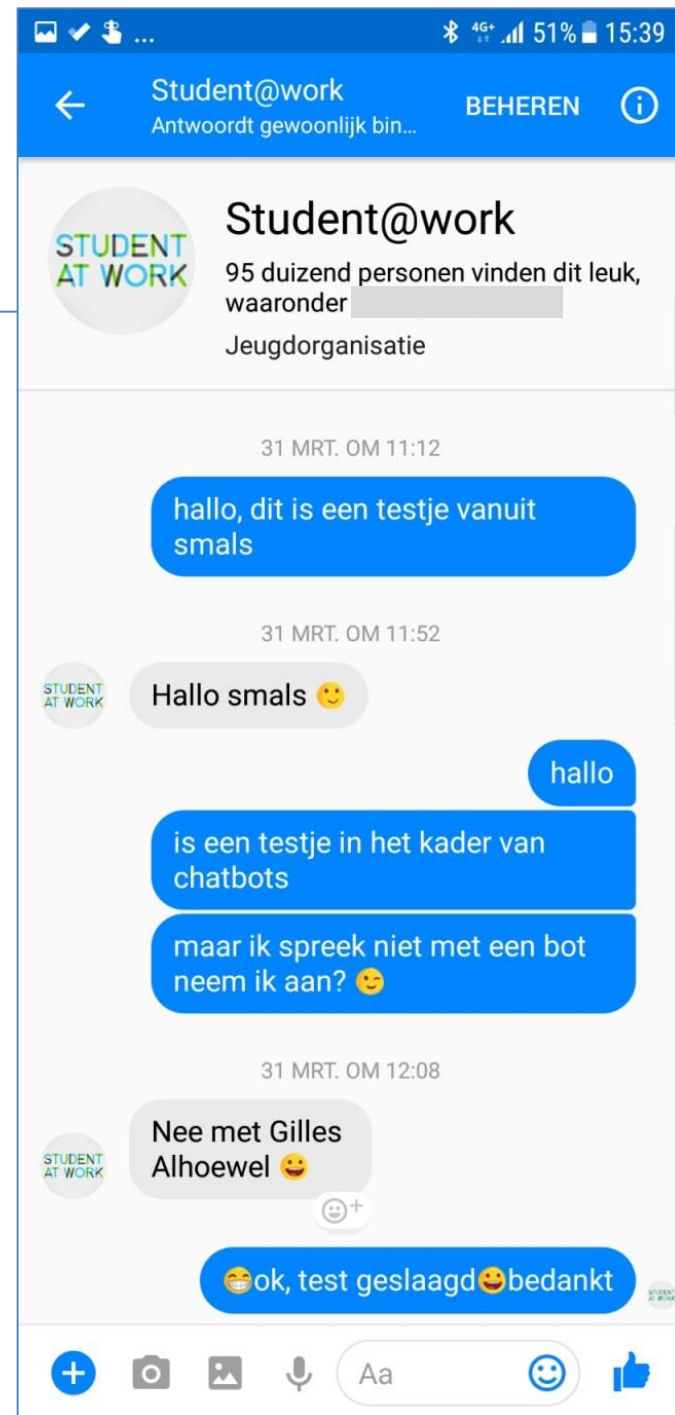 ... 4G+ 51% 15:39
Student@work
Antwoordt gewoonlijk bin...
BEHEREN
STUDENT
AT WORK
Student@work
95 duizend personen vinden dit leuk,
waaronder
Jeugdorganisatie
31 MRT. OM 11:12
hallo, dit is een testje vanuit
smals
31 MRT. OM 11:52
STUDENT
AT WORK
Hallo smals 🙂
hallo
is een testje in het kader van
chatbots
maar ik spreek niet met een bot
neem ik aan? 😉
31 MRT. OM 12:08
STUDENT
AT WORK
Nee met Gilles
Alhoewel 😀
😁ok, test geslaagd😀bedankt
STUDENT
AT WORK
Aa